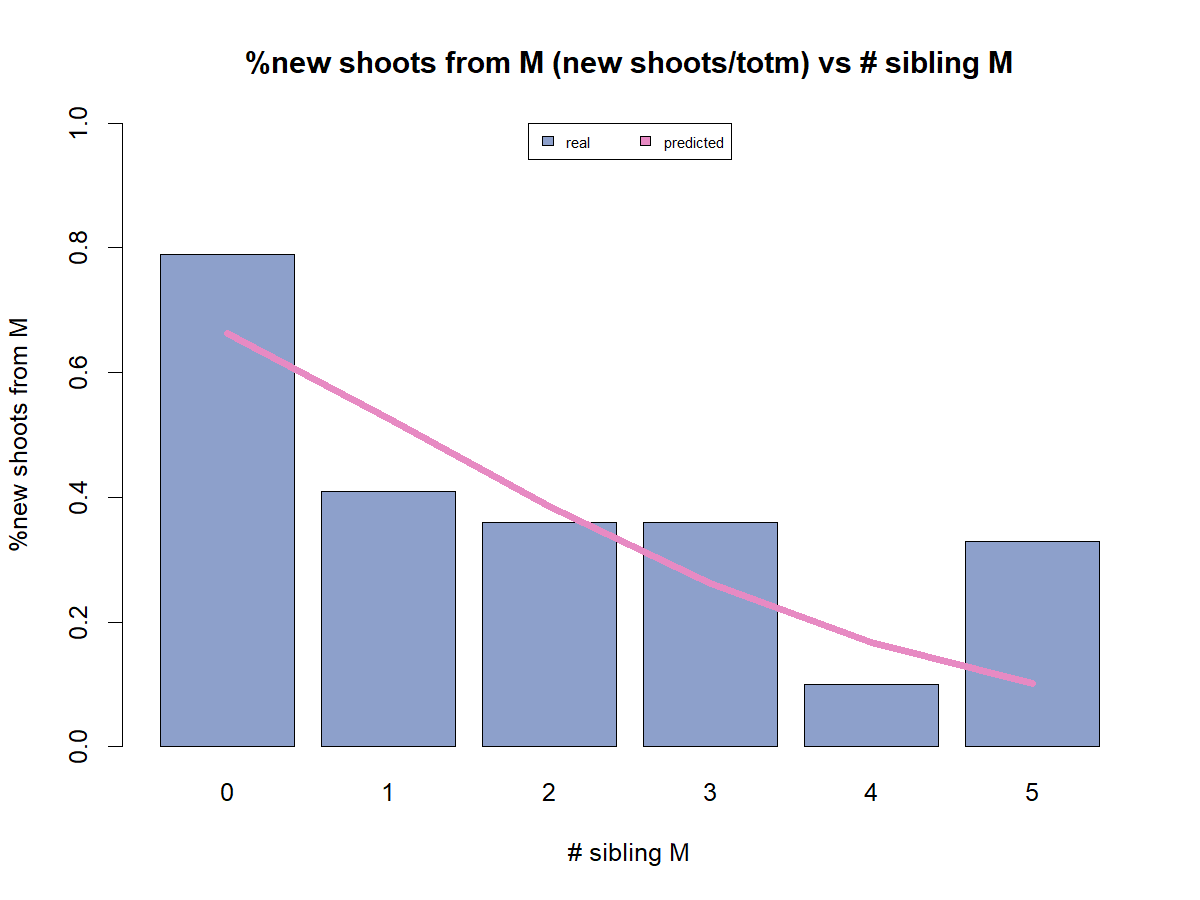 %new shoots from M (new shoots/totm) vs # sibling M
real
predicted
%new shoots from M
1.0
0.8
0.6
0.4
0.2
0.0
0 1 2 3 4 5
# sibling M